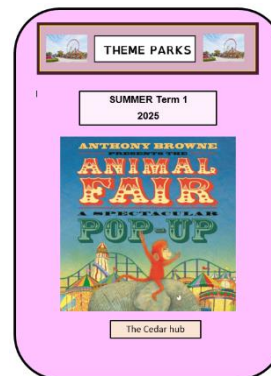 THEME PARKS
SUMMER Term 1
2025
ANTHONY BROWNE
PRESENTS THE
ANIMAL
FAIR
A SPECTACULAR
POP-UP
The Cedar hub